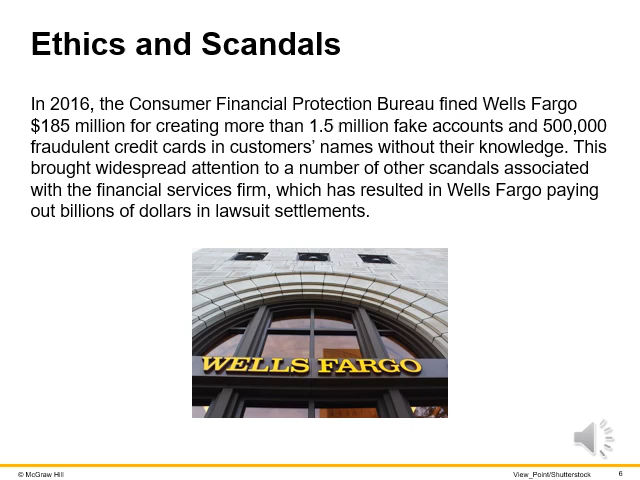 Ethics and Scandals
In 2016, the Consumer Financial Protection Bureau fined Wells Fargo
$185 million for creating more than 1.5 million fake accounts and 500,000
fraudulent credit cards in customers’ names without their knowledge. This
brought widespread attention to a number of other scandals associated
with the financial services firm, which has resulted in Wells Fargo paying
out billions of dollars in lawsuit settlements.
WELLS FARGO
© McGraw Hill
View_Point/Shutterstock
6